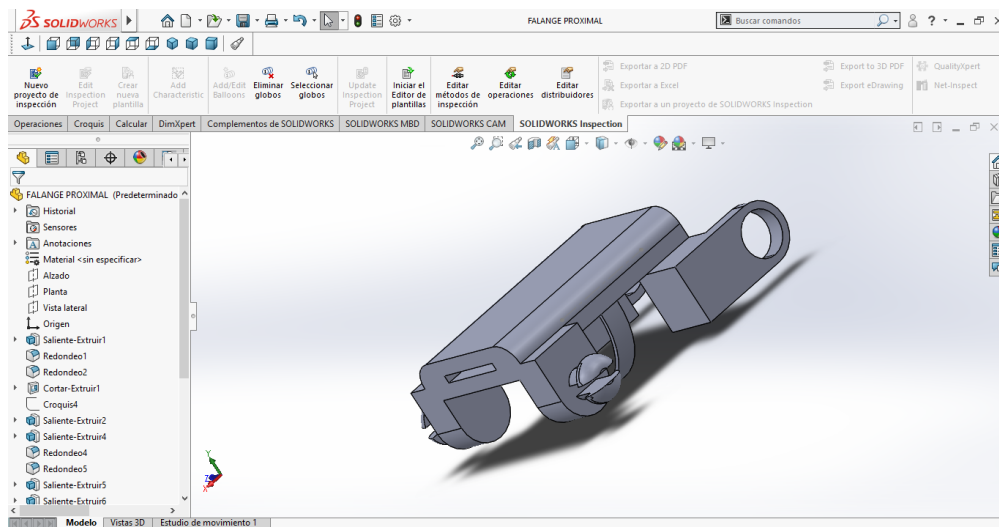 SOLIDWORKS
FALANGE PROXIMAL
Buscar comandos
?
Nuevo proyecto de inspección
Edit Inspection Project
Crear nueva plantilla
Add Characteristic
Add/Edit Balloons
Eliminar globos
Seleccionar globos
Update Inspection Project
Iniciar el Editor de plantillas
Editar métodos de inspección
Editar operaciones
Editar distribuidores
Exportar a 2D PDF
Exportar a Excel
Exportar a un proyecto de SOLIDWORKS Inspection
Export to 3D PDF
Export eDrawing
QualityXpert
Net-Inspect
Operaciones
Croquis
Calcular
DimXpert
Complementos de SOLIDWORKS
SOLIDWORKS MBD
SOLIDWORKS CAM
SOLIDWORKS Inspection
FALANGE PROXIMAL (Predeterminado
Historial
Sensores
Anotaciones
Material <sin especificar>
Alzado
Planta
Vista lateral
Origen
Saliente-Extruir1
Redondeo1
Redondeo2
Cortar-Extruir1
Croquis4
Saliente-Extruir2
Saliente-Extruir4
Redondeo4
Redondeo5
Saliente-Extruir5
Saliente-Extruir6
Y
Z
X
Modelo
Vistas 3D
Estudio de movimiento 1